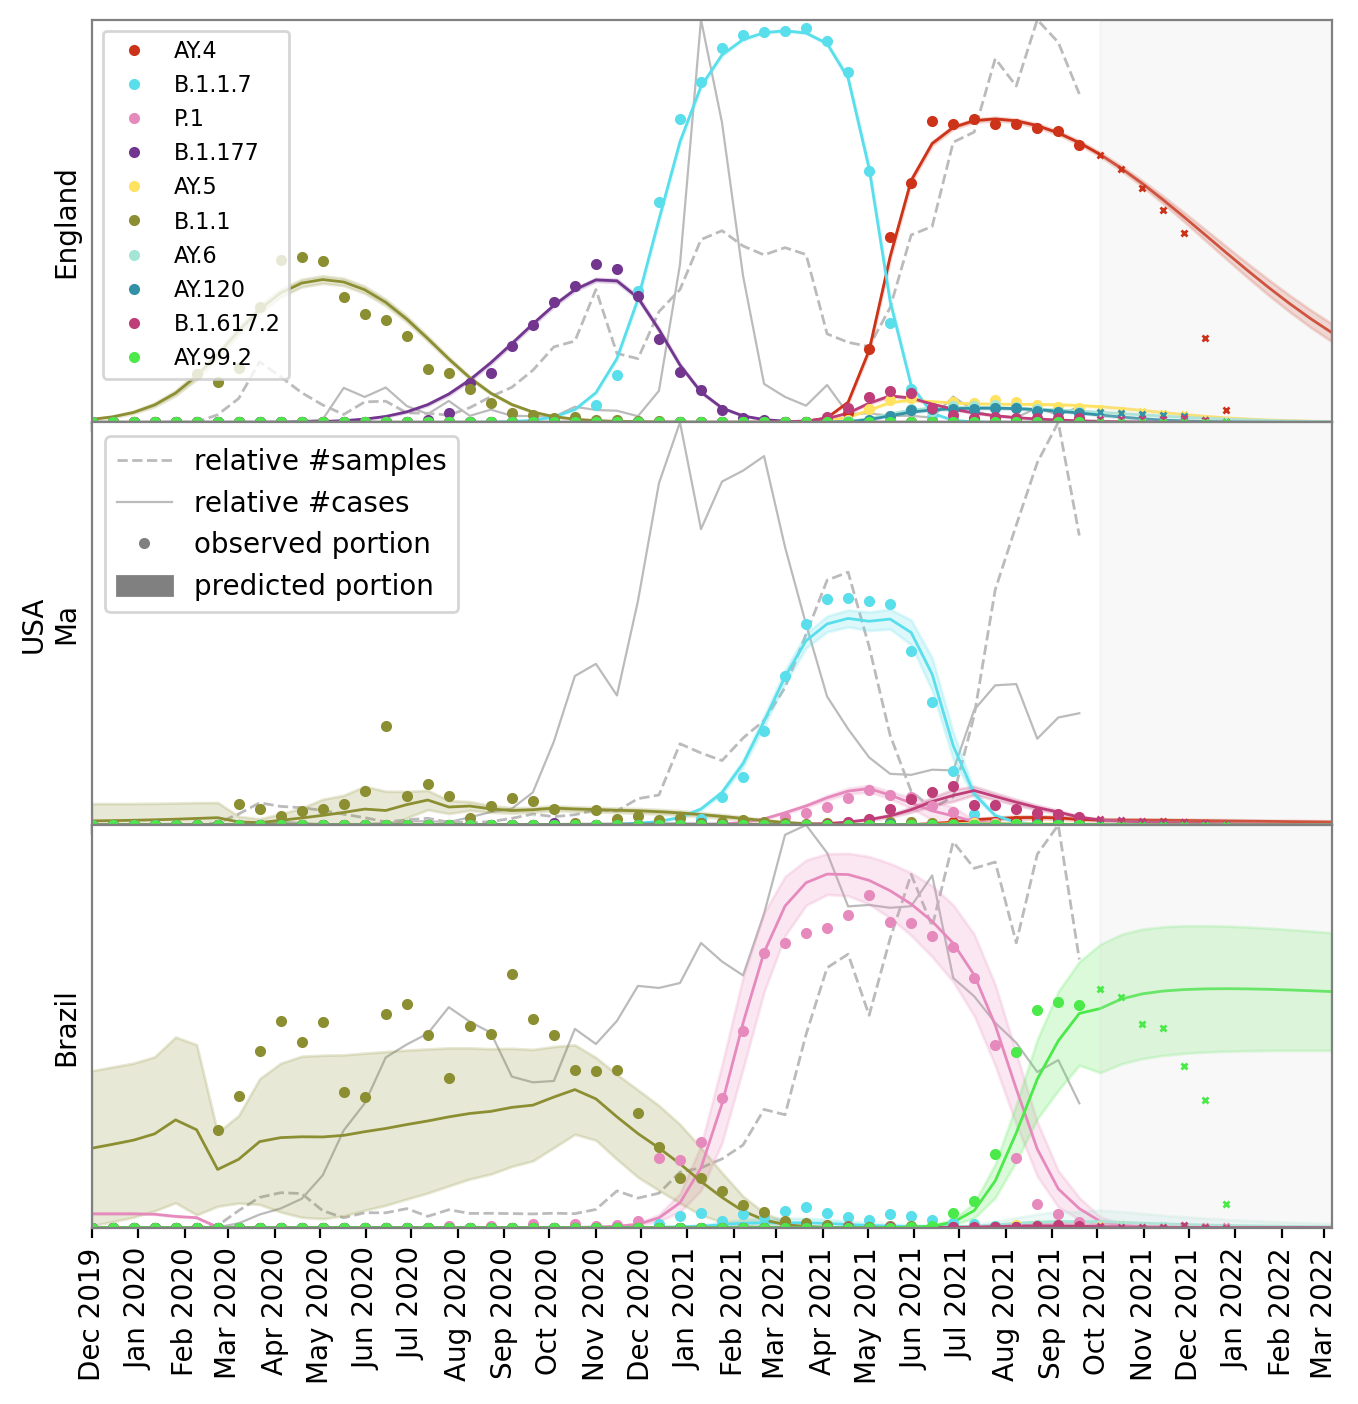 England
AY.4
B.1.1.7
P.1
B.1.177
AY.5
B.1.1
AY.6
AY.120
B.1.617.2
AY.99.2
USA
Ma
relative #samples
relative #cases
observed portion
predicted portion
Brazil
Dec 2019
Jan 2020
Feb 2020
Mar 2020
Apr 2020
May 2020
Jun 2020
Jul 2020
Aug 2020
Sep 2020
Oct 2020
Nov 2020
Dec 2020
Jan 2021
Feb 2021
Mar 2021
Apr 2021
May 2021
Jun 2021
Jul 2021
Aug 2021
Sep 2021
Oct 2021
Nov 2021
Dec 2021
Jan 2022
Feb 2022
Mar 2022